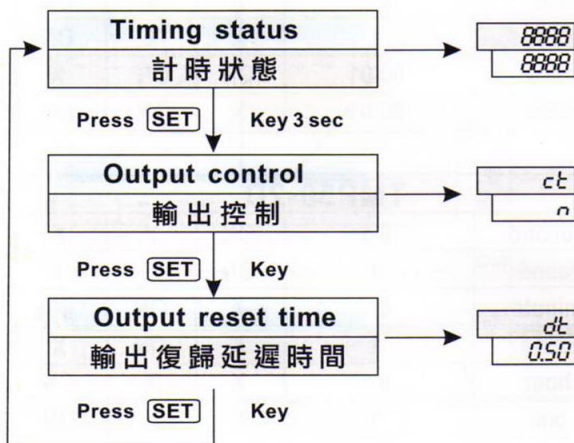 Timing status
計時狀態
8888
8888
Press SET Key 3 sec
Output control
輸出控制
ct
n
Press SET Key
Output reset time
輸出復歸延遲時間
dt
0.50
Press SET Key